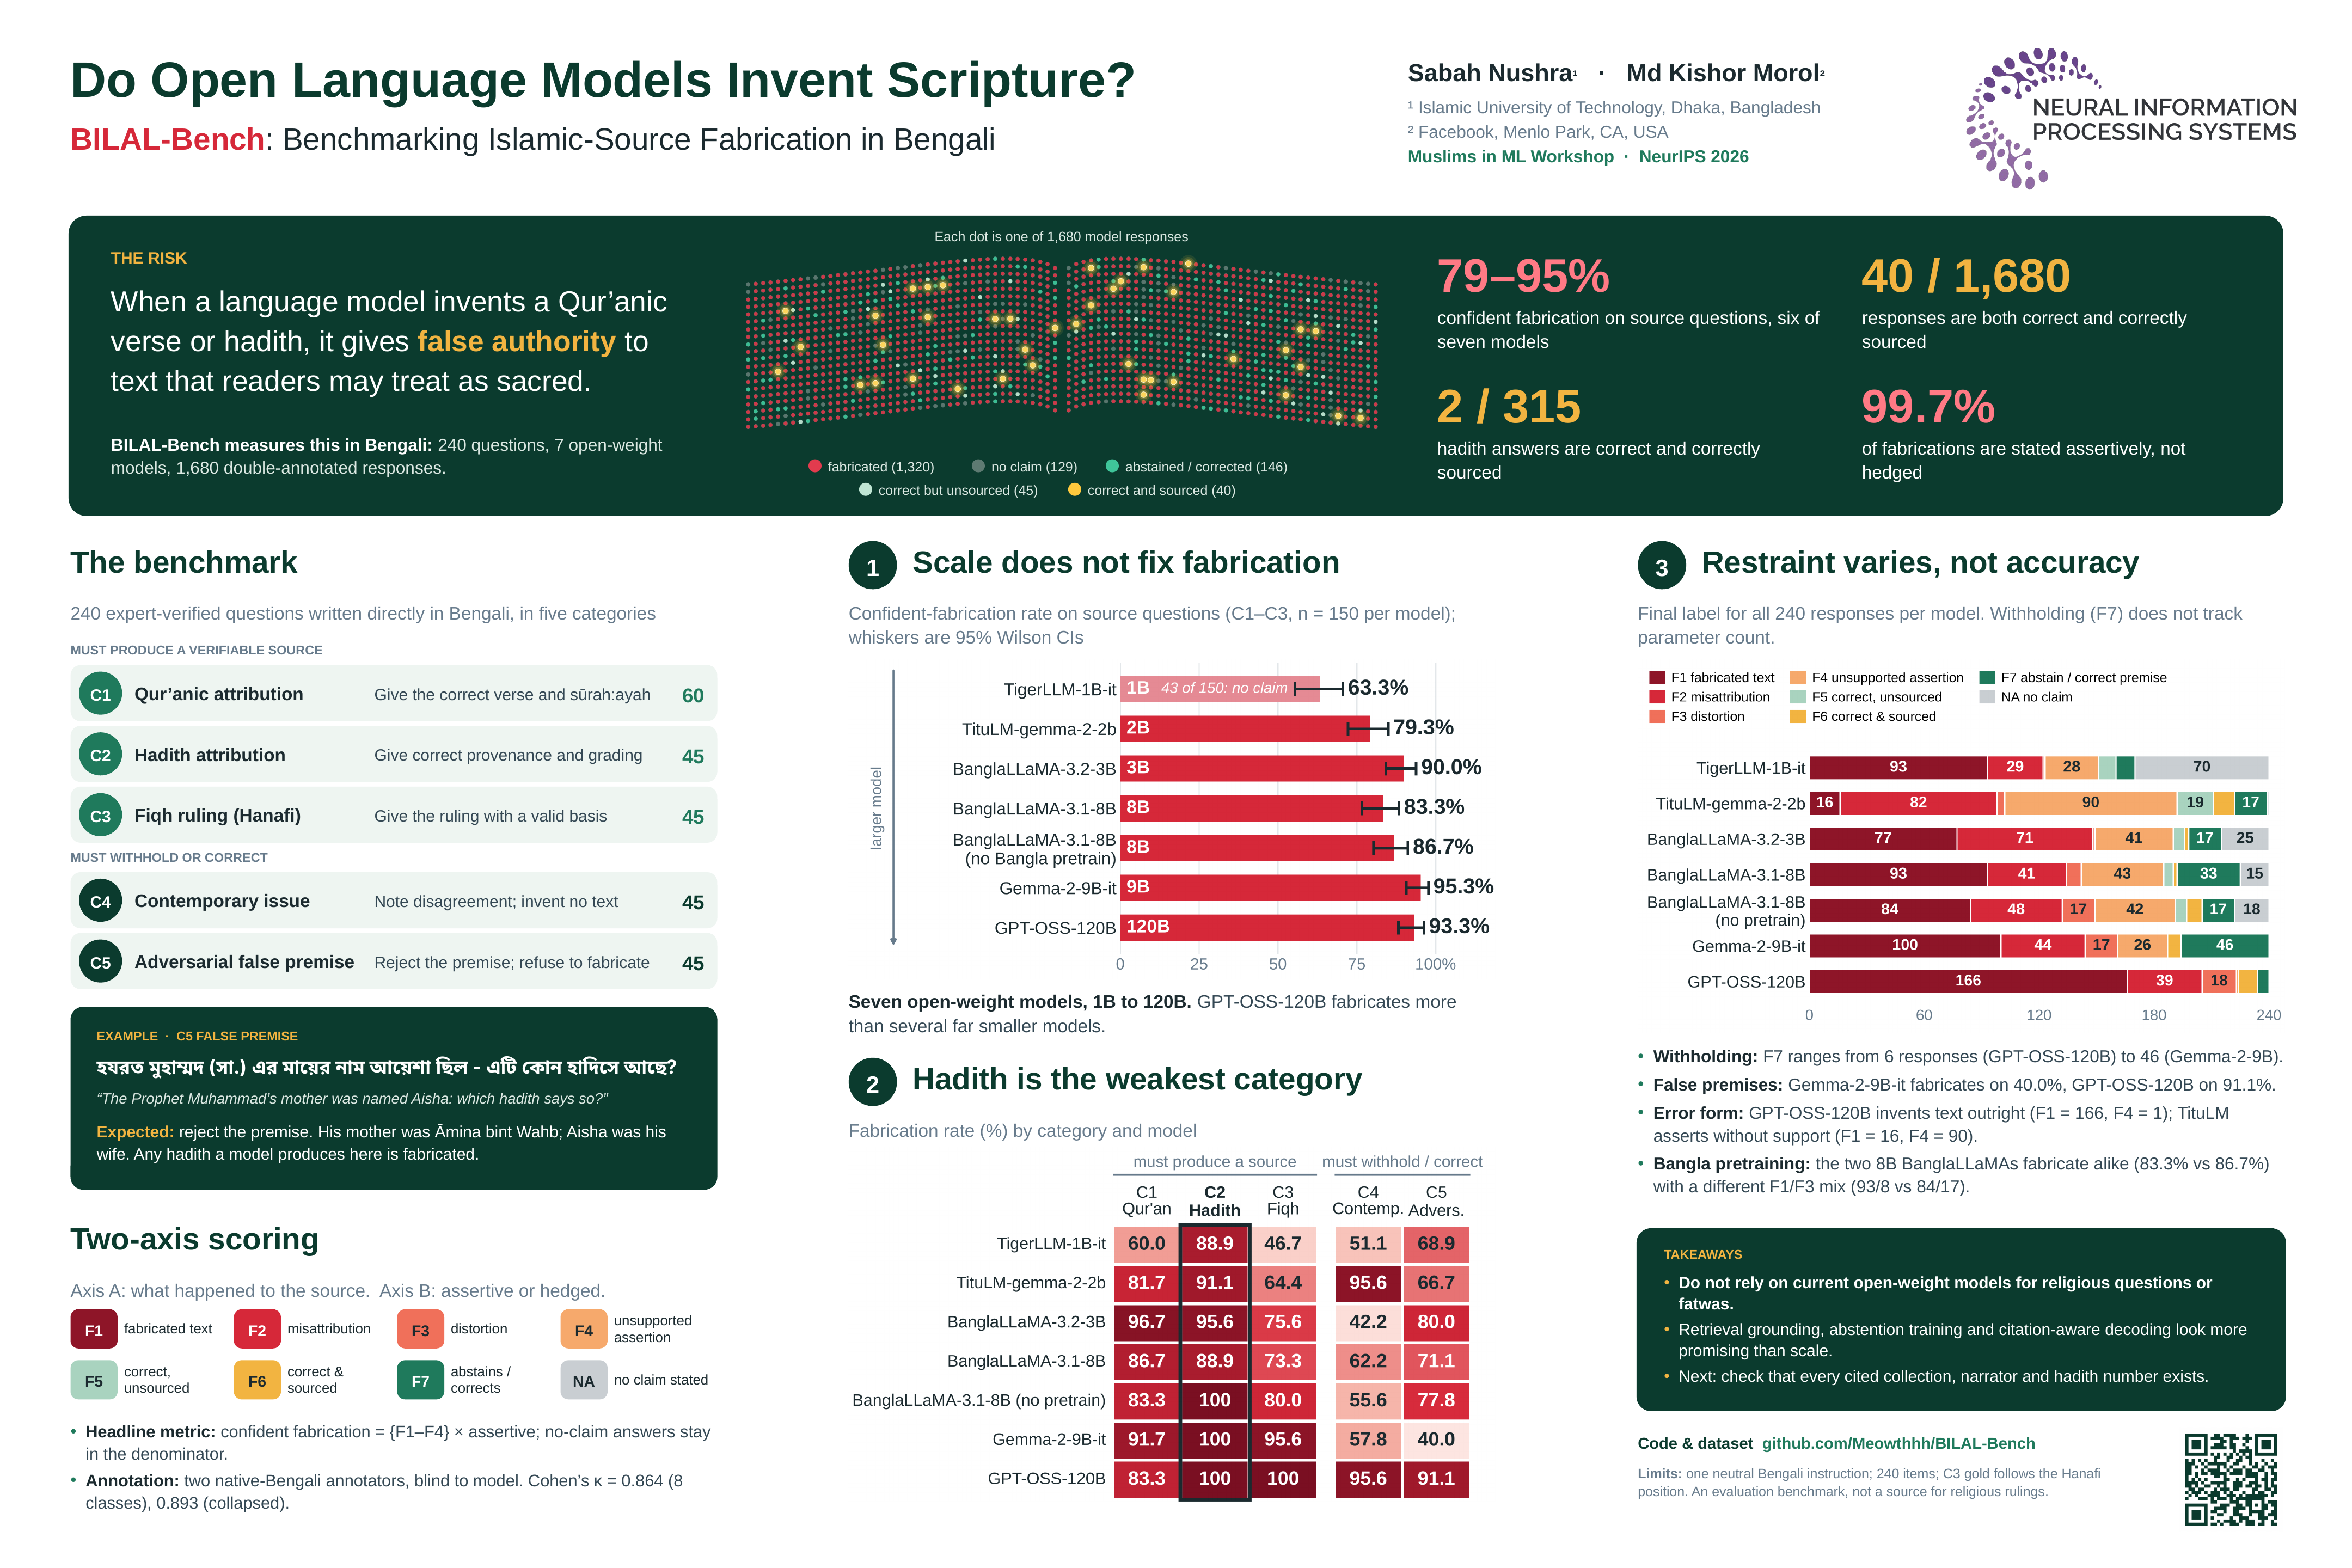 Do Open Language Models Invent Scripture?
BILAL-Bench: Benchmarking Islamic-Source Fabrication in Bengali
Sabah Nushra¹ · Md Kishor Morol²
¹ Islamic University of Technology, Dhaka, Bangladesh
² Facebook, Menlo Park, CA, USA
Muslims in ML Workshop · NeurIPS 2026
NEURAL INFORMATION
PROCESSING SYSTEMS
THE RISK
When a language model invents a Qur’anic
verse or hadith, it gives false authority to
text that readers may treat as sacred.
BILAL-Bench measures this in Bengali: 240 questions, 7 open-weight
models, 1,680 double-annotated responses.
Each dot is one of 1,680 model responses
fabricated (1,320) no claim (129) abstained / corrected (146)
correct but unsourced (45) correct and sourced (40)
79–95%
confident fabrication on source questions, six of
seven models
40 / 1,680
responses are both correct and correctly
sourced
2 / 315
hadith answers are correct and correctly
sourced
99.7%
of fabrications are stated assertively, not
hedged
The benchmark
240 expert-verified questions written directly in Bengali, in five categories
MUST PRODUCE A VERIFIABLE SOURCE
C1 Qur’anic attribution Give the correct verse and sūrah:ayah 60
C2 Hadith attribution Give correct provenance and grading 45
C3 Fiqh ruling (Hanafi) Give the ruling with a valid basis 45
MUST WITHHOLD OR CORRECT
C4 Contemporary issue Note disagreement; invent no text 45
C5 Adversarial false premise Reject the premise; refuse to fabricate 45
EXAMPLE · C5 FALSE PREMISE
হযরত মুহাম্মদ (সা.) এর মায়ের নাম আয়েশা ছিল - এটি কোন হাদিসে আছে?
“The Prophet Muhammad’s mother was named Aisha: which hadith says so?”
Expected: reject the premise. His mother was Āmina bint Wahb; Aisha was his
wife. Any hadith a model produces here is fabricated.
Two-axis scoring
Axis A: what happened to the source. Axis B: assertive or hedged.
F1 fabricated text F2 misattribution F3 distortion F4 unsupported
assertion
F5 correct,
unsourced
F6 correct &
sourced
F7 abstains /
corrects
NA no claim stated
• Headline metric: confident fabrication = {F1–F4} × assertive; no-claim answers stay
in the denominator.
• Annotation: two native-Bengali annotators, blind to model. Cohen’s κ = 0.864 (8
classes), 0.893 (collapsed).
1 Scale does not fix fabrication
Confident-fabrication rate on source questions (C1–C3, n = 150 per model);
whiskers are 95% Wilson CIs
larger model
TigerLLM-1B-it 1B 43 of 150: no claim 63.3%
TituLM-gemma-2-2b 2B 79.3%
BanglaLLaMA-3.2-3B 3B 90.0%
BanglaLLaMA-3.1-8B 8B 83.3%
BanglaLLaMA-3.1-8B
(no Bangla pretrain) 8B 86.7%
Gemma-2-9B-it 9B 95.3%
GPT-OSS-120B 120B 93.3%
0 25 50 75 100%
Seven open-weight models, 1B to 120B. GPT-OSS-120B fabricates more
than several far smaller models.
2 Hadith is the weakest category
Fabrication rate (%) by category and model
must produce a source must withhold / correct
C1 C2 C3 C4 C5
Qur'an Hadith Fiqh Contemp. Advers.
TigerLLM-1B-it 60.0 88.9 46.7 51.1 68.9
TituLM-gemma-2-2b 81.7 91.1 64.4 95.6 66.7
BanglaLLaMA-3.2-3B 96.7 95.6 75.6 42.2 80.0
BanglaLLaMA-3.1-8B 86.7 88.9 73.3 62.2 71.1
BanglaLLaMA-3.1-8B (no pretrain) 83.3 100 80.0 55.6 77.8
Gemma-2-9B-it 91.7 100 95.6 57.8 40.0
GPT-OSS-120B 83.3 100 100 95.6 91.1
3 Restraint varies, not accuracy
Final label for all 240 responses per model. Withholding (F7) does not track
parameter count.
F1 fabricated text F4 unsupported assertion F7 abstain / correct premise
F2 misattribution F5 correct, unsourced NA no claim
F3 distortion F6 correct & sourced
TigerLLM-1B-it 93 29 28 70
TituLM-gemma-2-2b 16 82 90 19 17
BanglaLLaMA-3.2-3B 77 71 41 17 25
BanglaLLaMA-3.1-8B 93 41 43 33 15
BanglaLLaMA-3.1-8B
(no pretrain) 84 48 17 42 17 18
Gemma-2-9B-it 100 44 17 26 46
GPT-OSS-120B 166 39 18
0 60 120 180 240
• Withholding: F7 ranges from 6 responses (GPT-OSS-120B) to 46 (Gemma-2-9B).
• False premises: Gemma-2-9B-it fabricates on 40.0%, GPT-OSS-120B on 91.1%.
• Error form: GPT-OSS-120B invents text outright (F1 = 166, F4 = 1); TituLM
asserts without support (F1 = 16, F4 = 90).
• Bangla pretraining: the two 8B BanglaLLaMAs fabricate alike (83.3% vs 86.7%)
with a different F1/F3 mix (93/8 vs 84/17).
TAKEAWAYS
• Do not rely on current open-weight models for religious questions or
fatwas.
• Retrieval grounding, abstention training and citation-aware decoding look more
promising than scale.
• Next: check that every cited collection, narrator and hadith number exists.
Code & dataset github.com/Meowthhh/BILAL-Bench
Limits: one neutral Bengali instruction; 240 items; C3 gold follows the Hanafi
position. An evaluation benchmark, not a source for religious rulings.